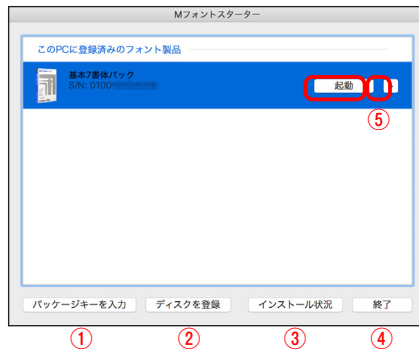 Mフォントスターター
このPCに登録済みのフォント製品
基本7書体パック
S/N: 0100
起動
⑤
パッケージキーを入力 ディスクを登録 インストール状況 終了
① ② ③ ④